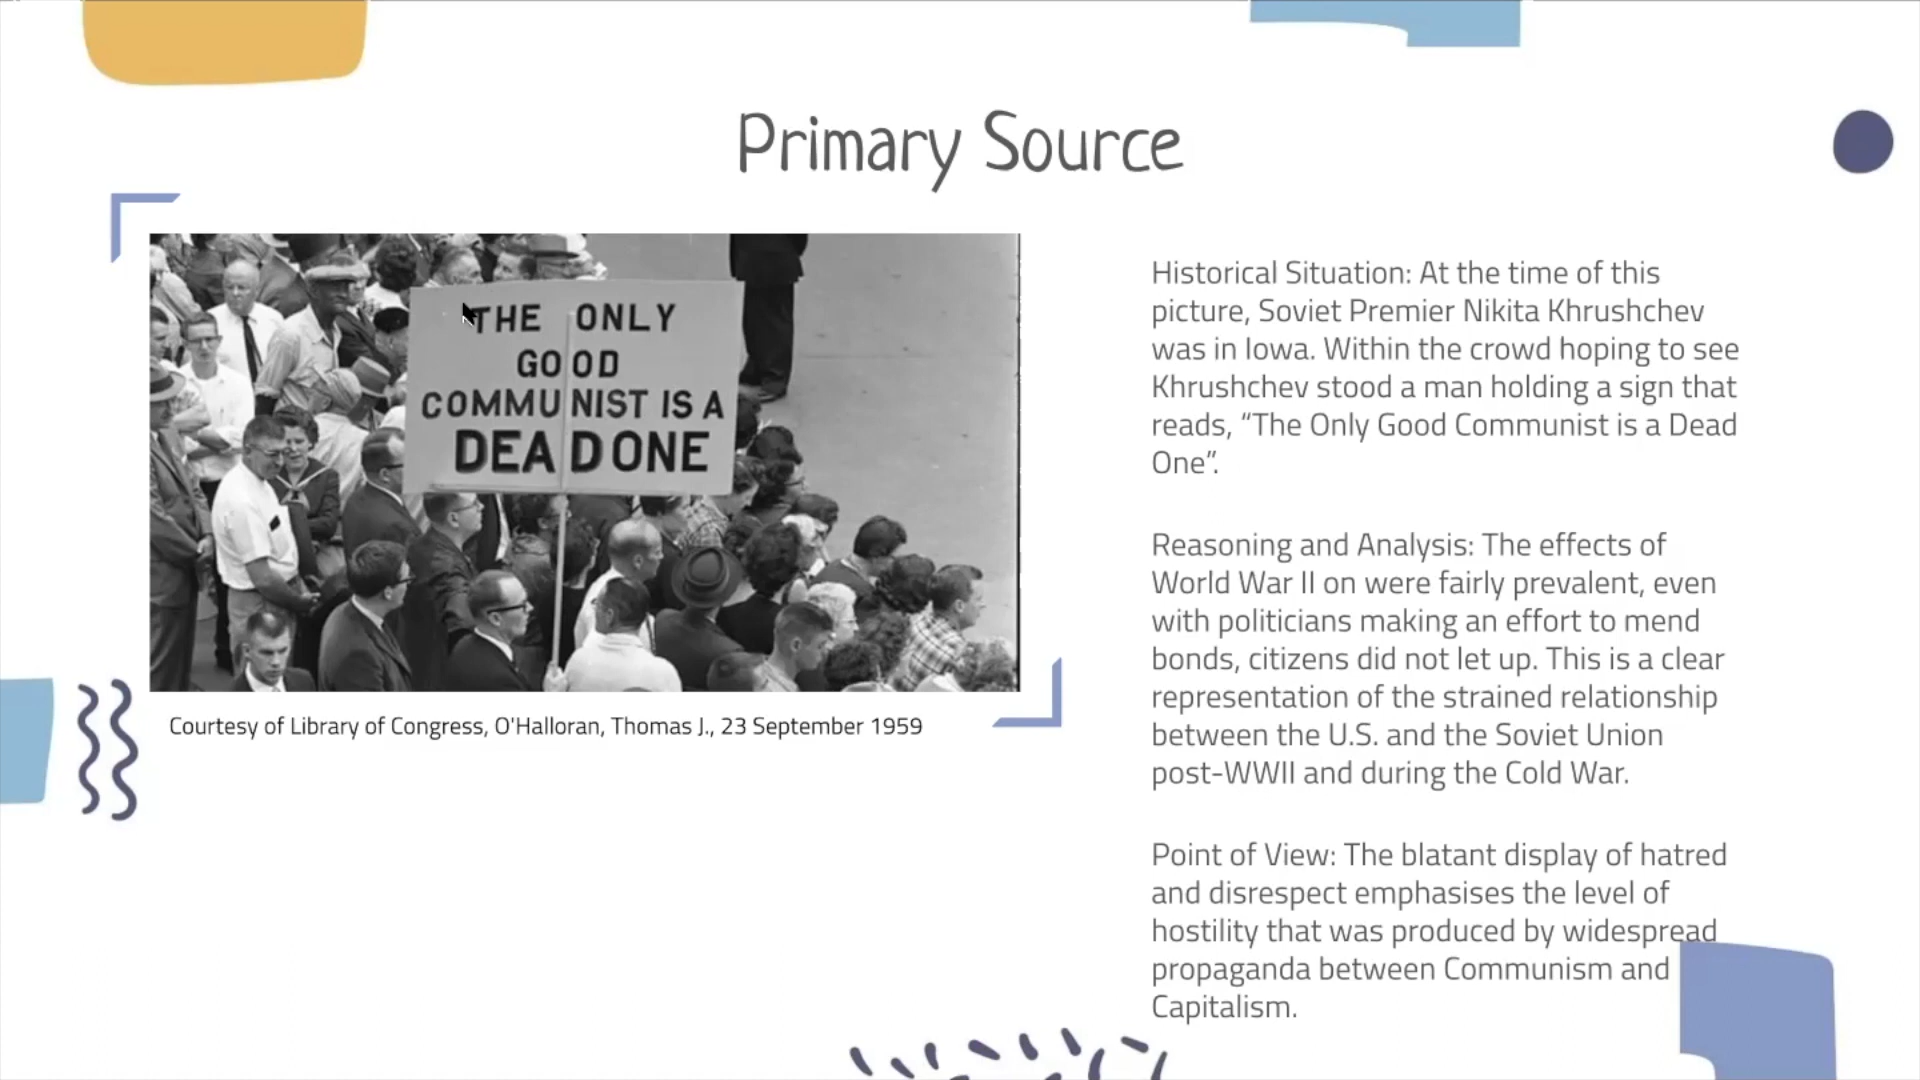 Primary Source
THE ONLY
GOOD
COMMUNIST IS A
DEAD ONE
Courtesy of Library of Congress, O'Halloran, Thomas J., 23 September 1959
Historical Situation: At the time of this
picture, Soviet Premier Nikita Khrushchev
was in Iowa. Within the crowd hoping to see
Khrushchev stood a man holding a sign that
reads, “The Only Good Communist is a Dead
One”.
Reasoning and Analysis: The effects of
World War II on were fairly prevalent, even
with politicians making an effort to mend
bonds, citizens did not let up. This is a clear
representation of the strained relationship
between the U.S. and the Soviet Union
post-WWII and during the Cold War.
Point of View: The blatant display of hatred
and disrespect emphasises the level of
hostility that was produced by widespread
propaganda between Communism and
Capitalism.